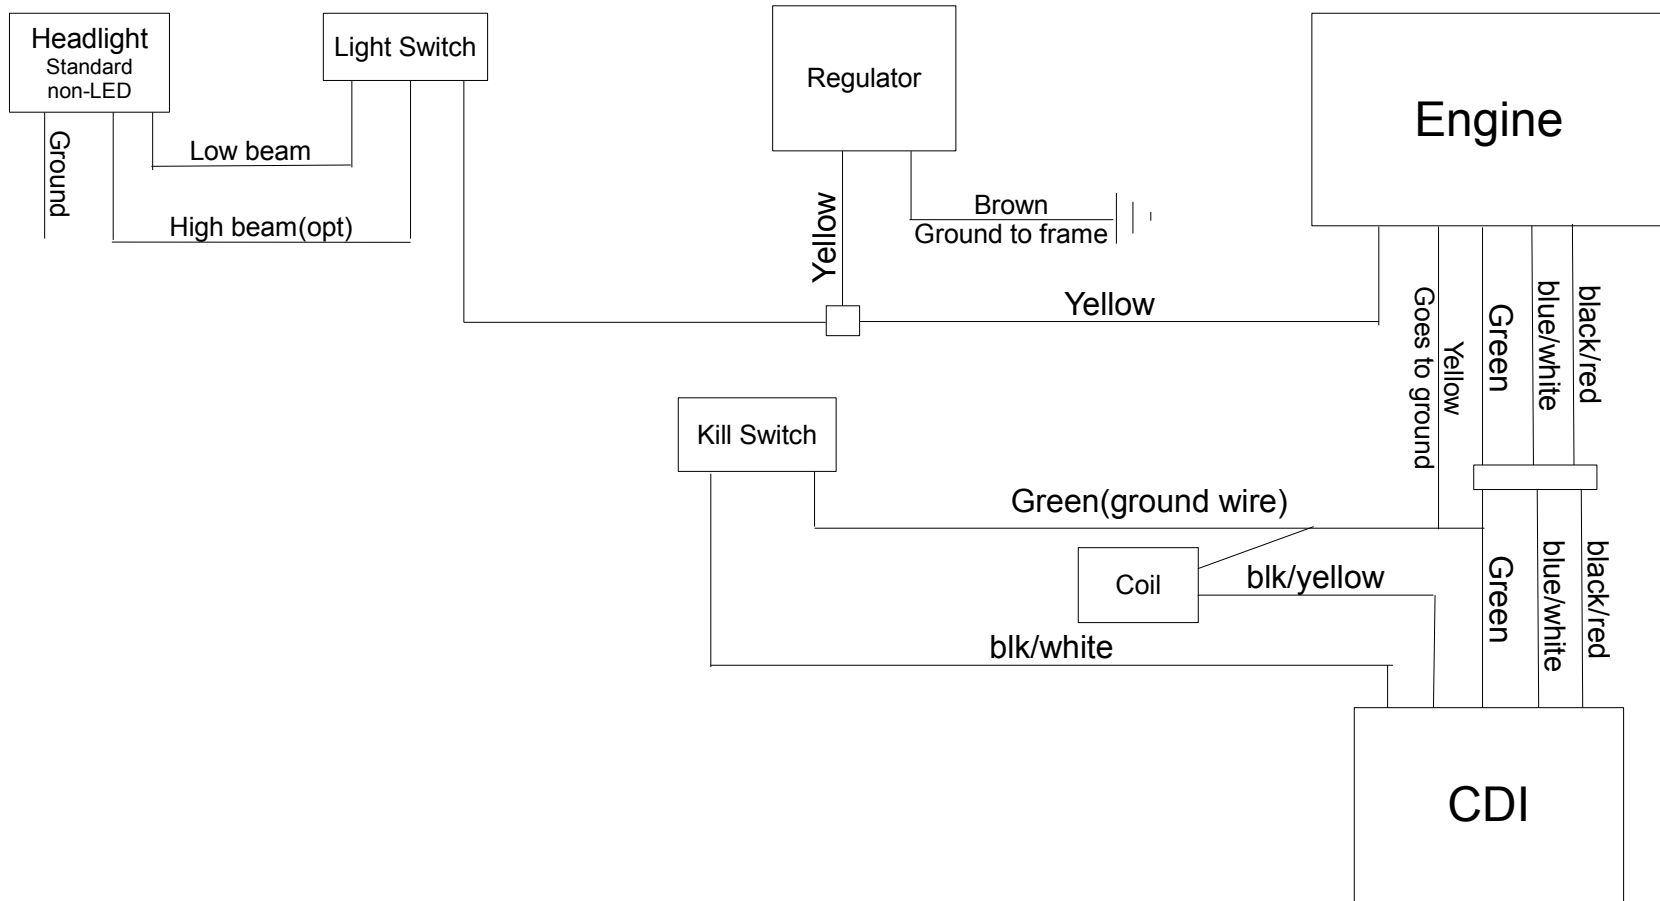 Headlight
Standard
non-LED
Light Switch
Regulator
Engine
Ground
Low beam
High beam(opt)
Yellow
Brown
Ground to frame
Yellow
Goes to ground
Yellow
Green
blue/white
black/red
Kill Switch
Green(ground wire)
Coil
blk/yellow
blk/white
Green
blue/white
black/red
CDI